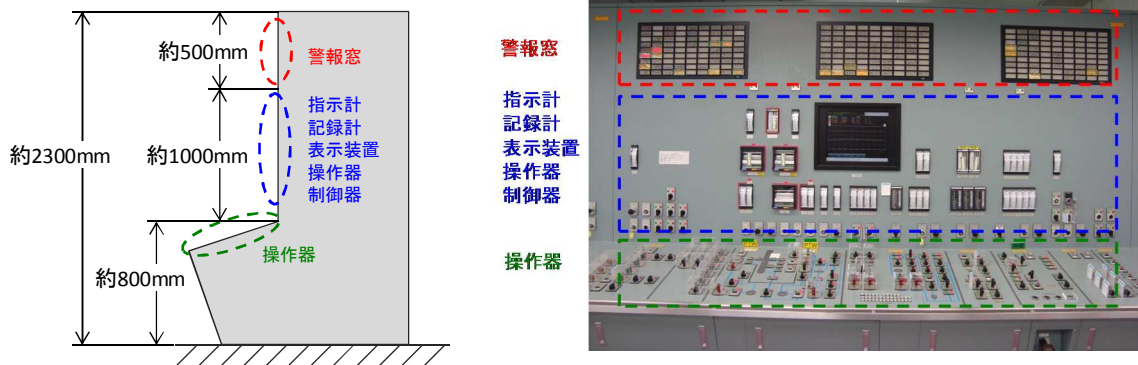 約500mm
警報窓
約2300mm
約1000mm
指示計
記録計
表示装置
操作器
制御器
約800mm
操作器
警報窓
指示計
記録計
表示装置
操作器
制御器
操作器